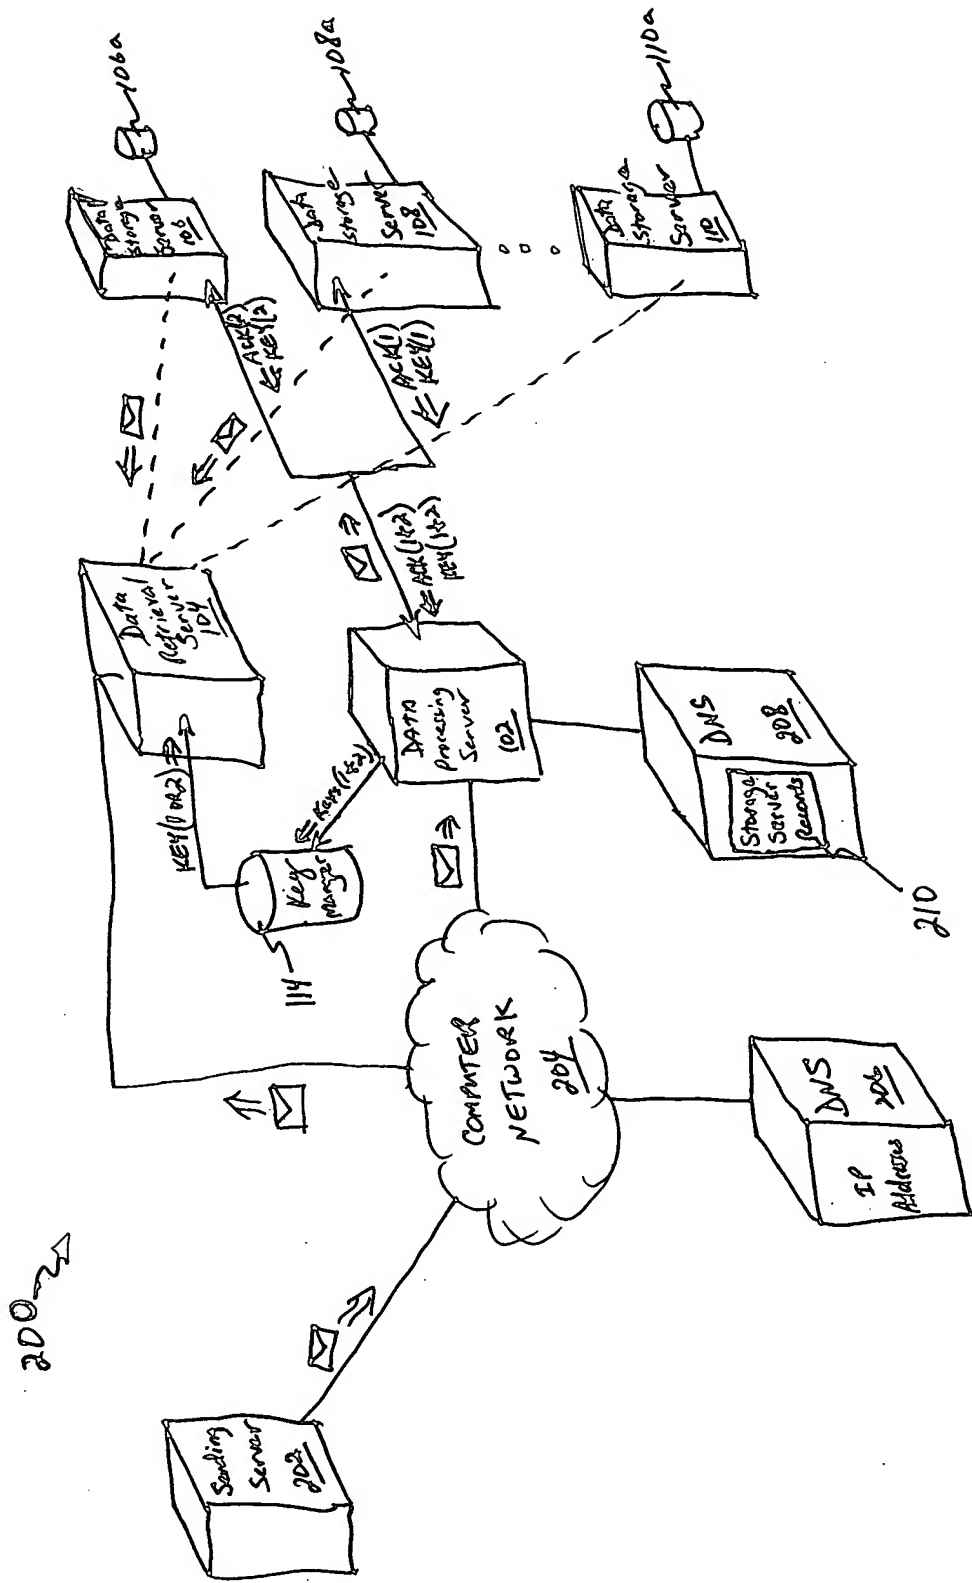 200
Sending
Server
202
COMPUTER
NETWORK
204
IP
Addresses
DNS
206
114
Key
Manger
KEY(1 OR 2)
Keys(1&2)
Data
Retrieval
Server
104
DATA
Processing
Server
102
DNS
208
Storage
Server
Records
210
ACK(1&2)
KEY(1&2)
ACK(2)
KEY(2)
ACK(1)
KEY(1)
Data
Storage
Server
106
106a
Data
Storage
Server
108
108a
Data
Storage
Server
110
110a